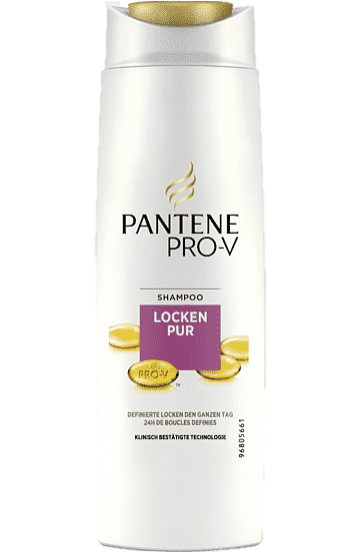 PANTENE
PRO-V
SHAMPOO
LOCKEN
PUR
PRO-V
™
DEFINIERTE LOCKEN DEN GANZEN TAG
24H DE BOUCLES DEFINIES
KLINISCH BESTÄTIGTE TECHNOLOGIE
96805661